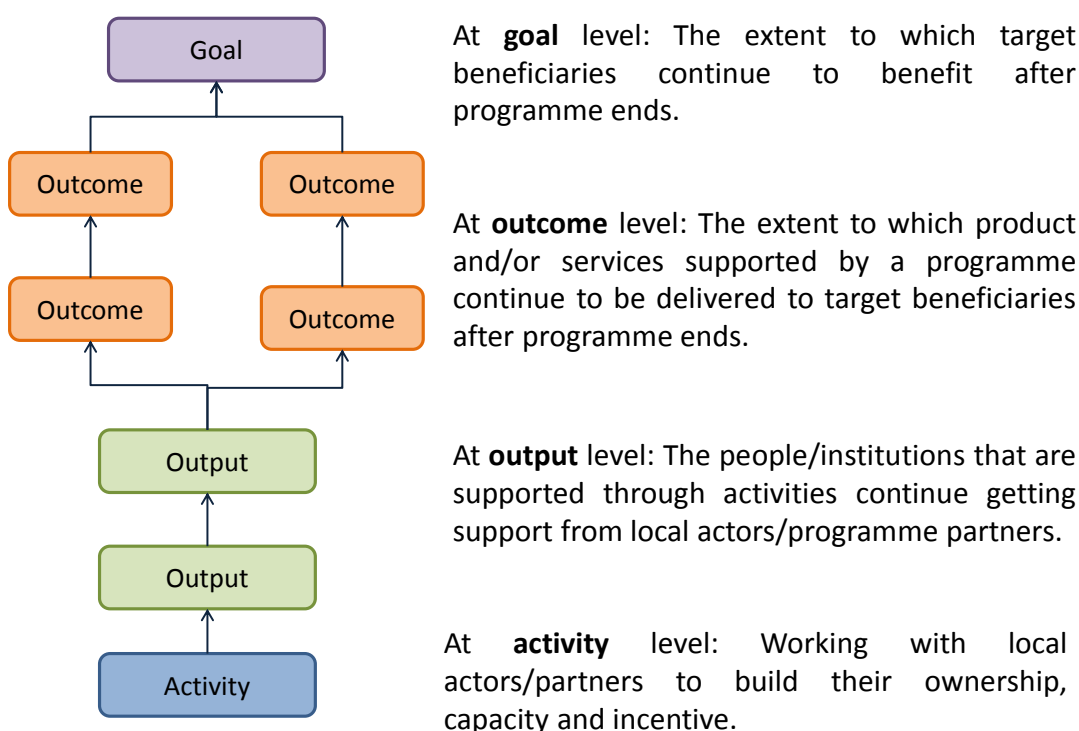 Goal
At goal level: The extent to which target
beneficiaries continue to benefit after
programme ends.
Outcome
Outcome
At outcome level: The extent to which product
and/or services supported by a programme
continue to be delivered to target beneficiaries
after programme ends.
Outcome
Outcome
Output
At output level: The people/institutions that are
supported through activities continue getting
support from local actors/programme partners.
Output
Activity
At activity level: Working with local
actors/partners to build their ownership,
capacity and incentive.